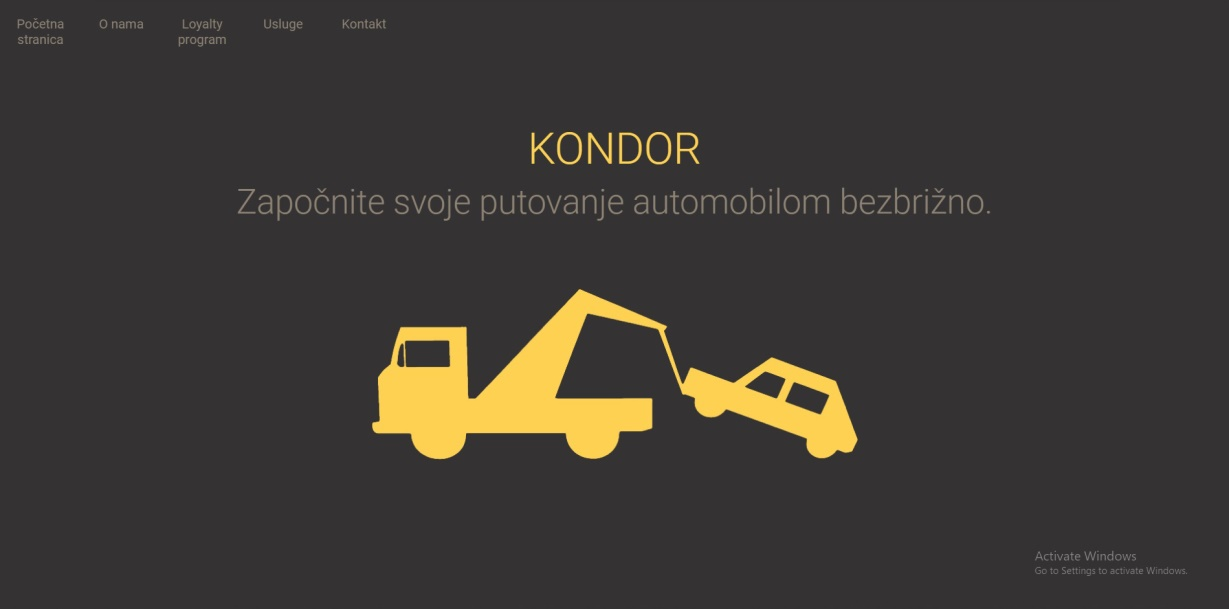 Početna
stranica
O nama
Loyalty
program
Usluge
Kontakt
KONDOR
Započnite svoje putovanje automobilom bezbrižno.
Activate Windows
Go to Settings to activate Windows.